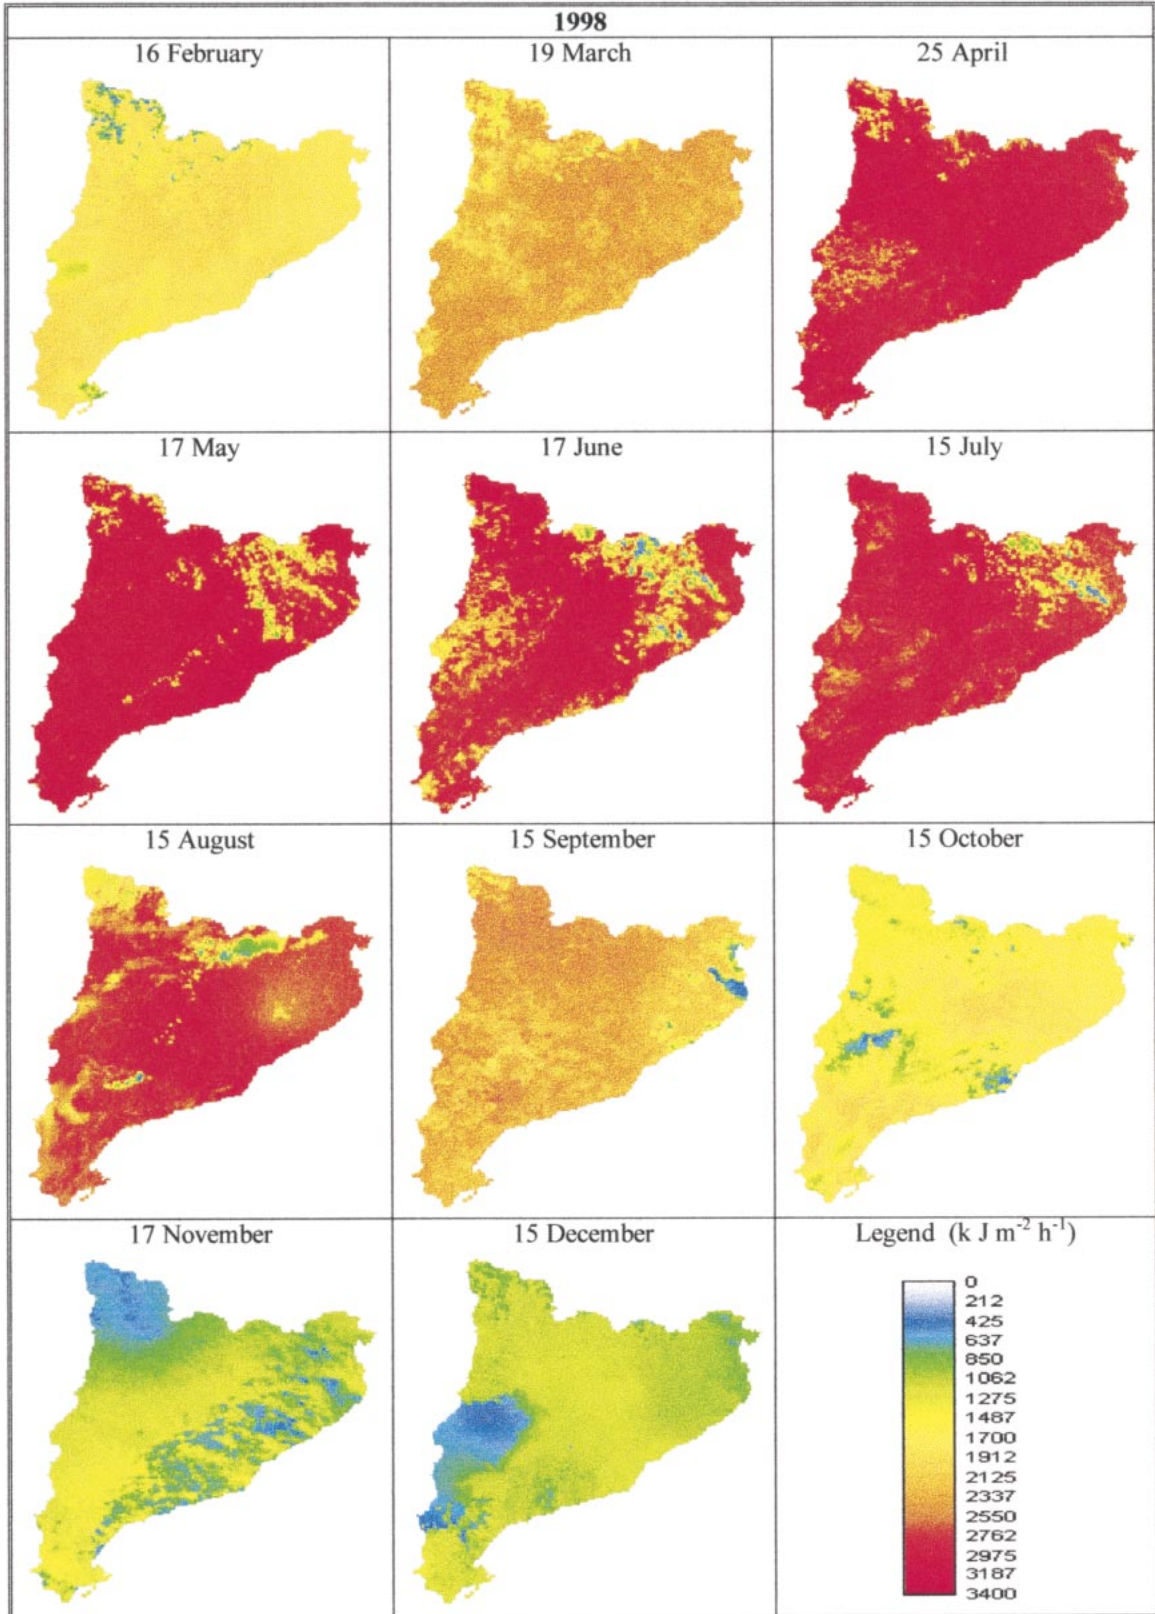 1998
16 February
19 March
25 April
17 May
17 June
15 July
15 August
15 September
15 October
17 November
15 December
Legend (k J m⁻² h⁻¹)
0
212
425
637
850
1062
1275
1487
1700
1912
2125
2337
2550
2762
2975
3187
3400